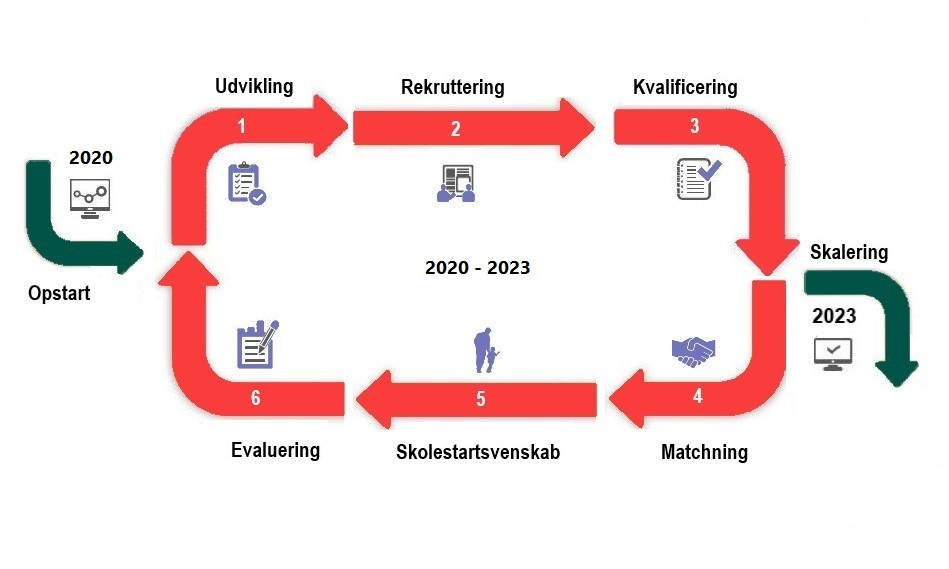 Udvikling
Rekruttering
Kvalificering
1
2
3
2020
Opstart
2020 - 2023
Skalering
2023
6
5
4
Evaluering
Skolestartsvenskab
Matchning